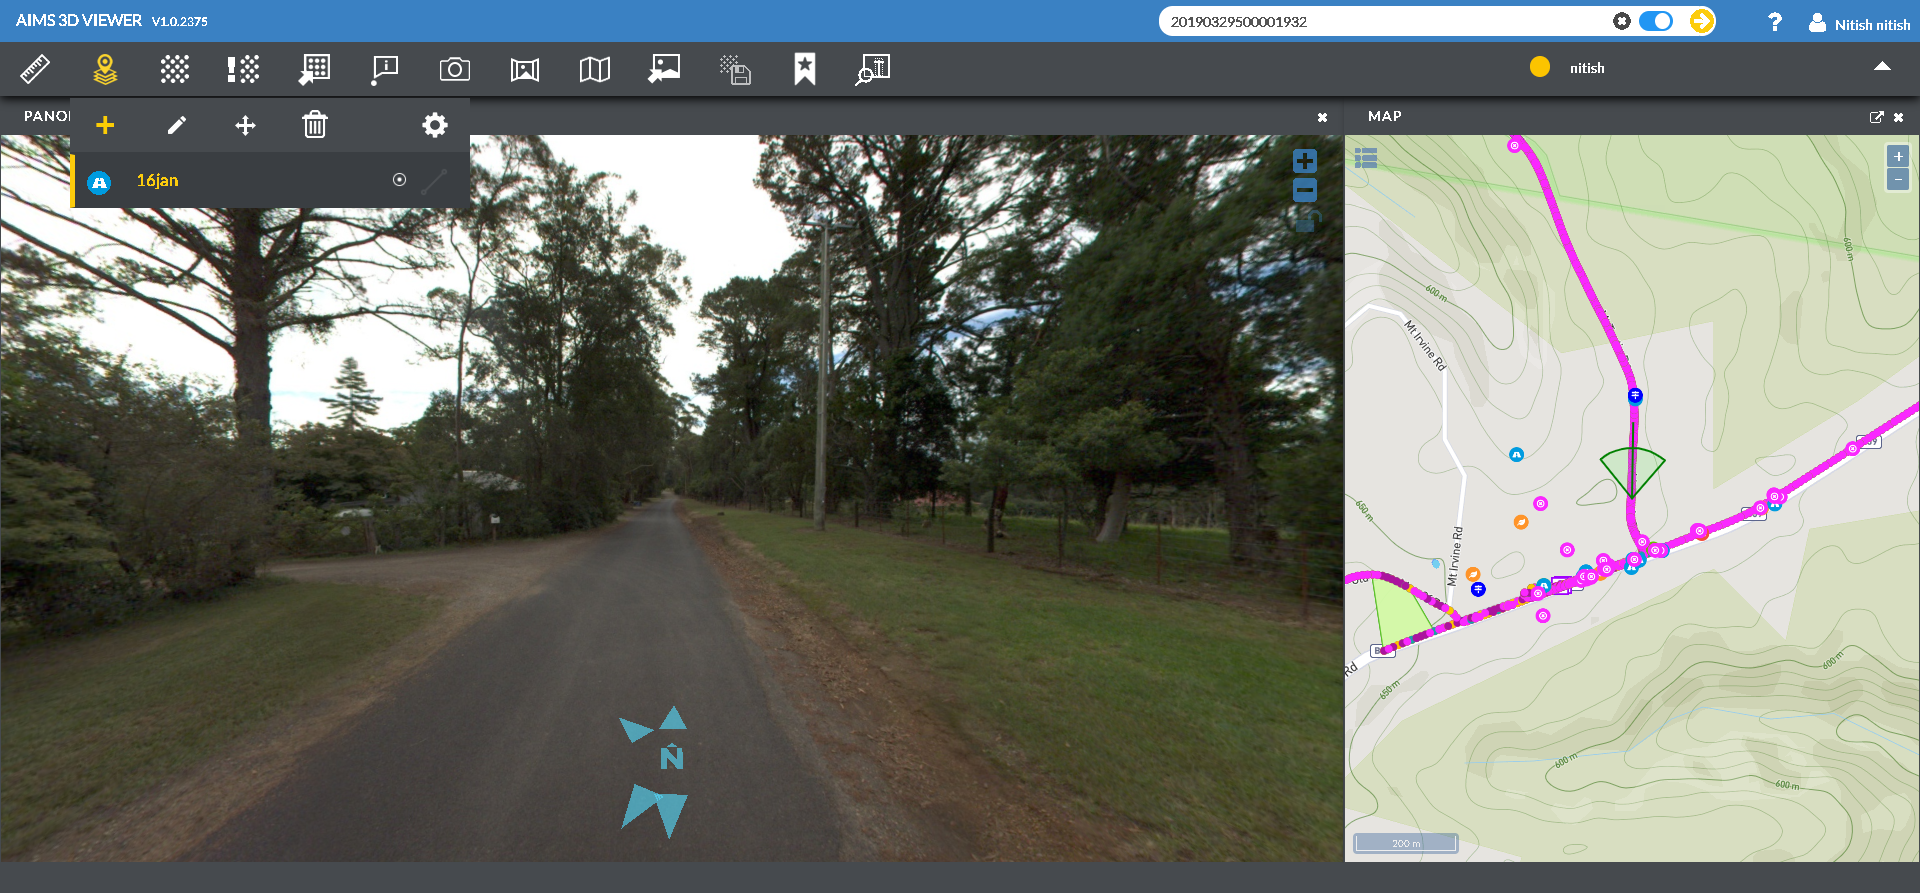 AIMS 3D VIEWER V1.0.2375
20190329500001932
?
Nitish nitish
nitish
PANO
MAP
16jan
N
600 m
600 m
Mt Irvine Rd
650 m
Mt Irvine Rd
Rd
650 m
600 m
600 m
600 m
200 m